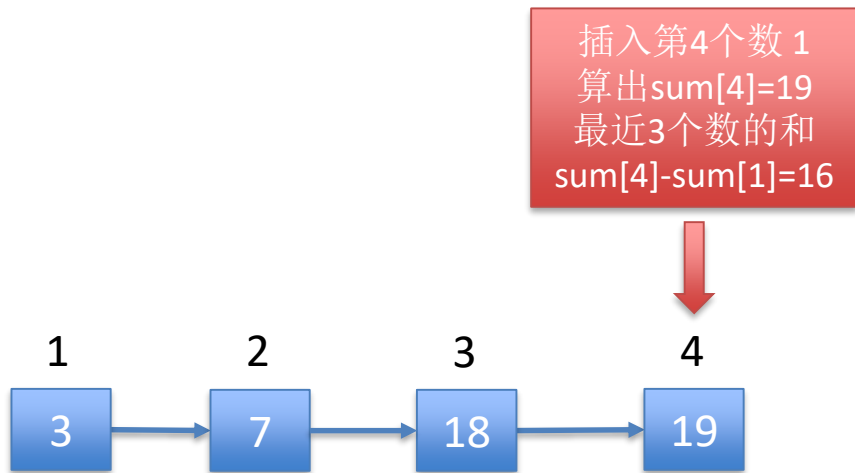 插入第4个数 1
算出sum[4]=19
最近3个数的和
sum[4]-sum[1]=16
1 2 3 4
3 7 18 19